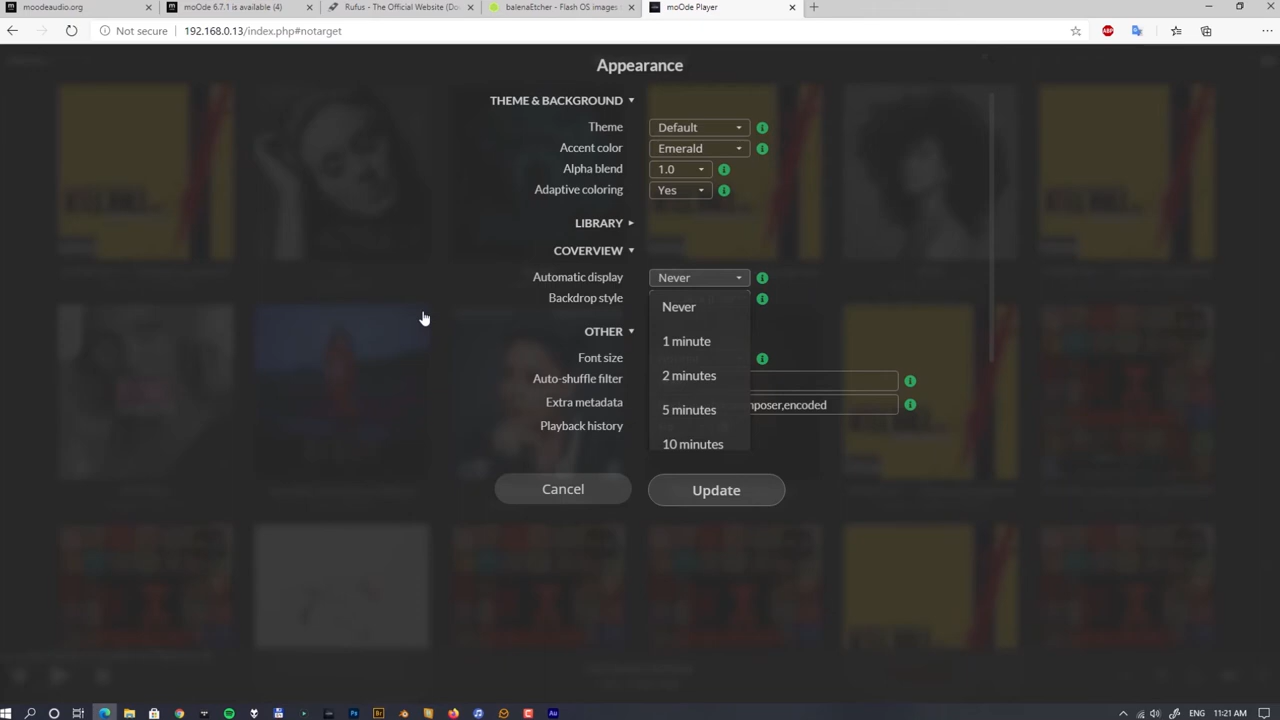 moodeaudio.org
moOde 6.7.1 is available (4)
Rufus - The Official Website (Do
balenaEtcher - Flash OS images
moOde Player
Not secure
192.168.0.13/index.php#notarget
ABP
Appearance
THEME & BACKGROUND
Theme
Default
Accent color
Emerald
Alpha blend
1.0
Adaptive coloring
Yes
LIBRARY
COVERVIEW
Automatic display
Never
Backdrop style
Never
OTHER
1 minute
Font size
2 minutes
Auto-shuffle filter
Extra metadata
5 minutes
poser,encoded
Playback history
10 minutes
Cancel
Update
ENG
11:21 AM